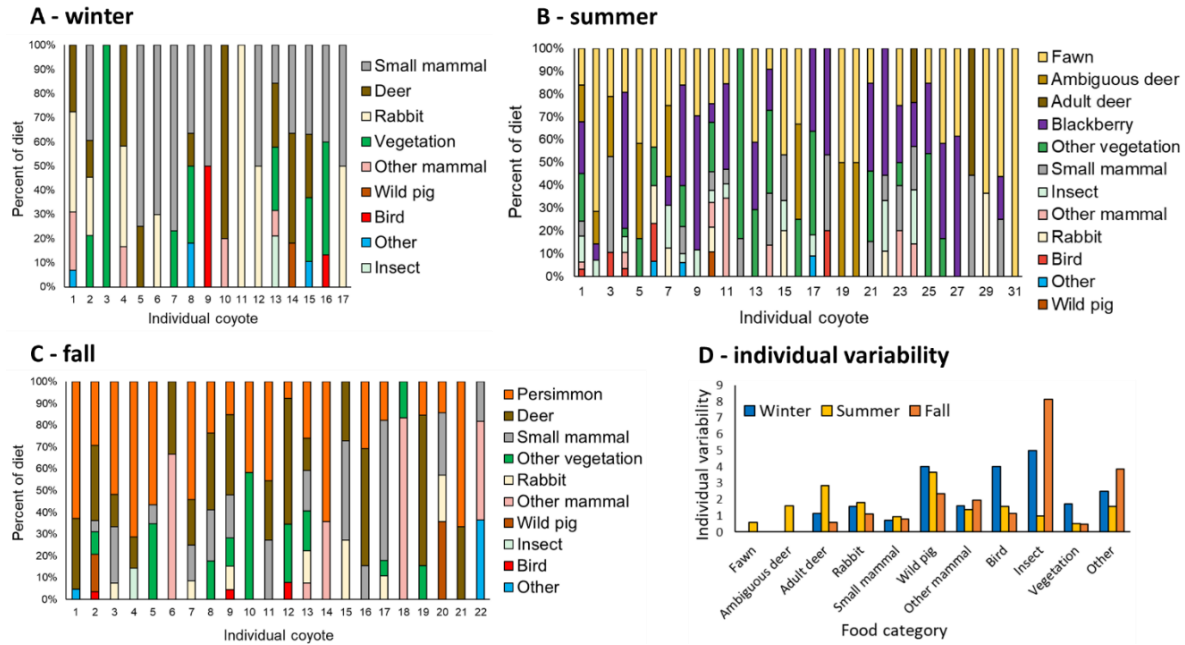 A - winter
100%
90%
80%
70%
60%
50%
40%
30%
20%
10%
0%
Percent of diet
1 2 3 4 5 6 7 8 9 10 11 12 13 14 15 16 17
Individual coyote
Small mammal
Deer
Rabbit
Vegetation
Other mammal
Wild pig
Bird
Other
Insect
B - summer
100%
90%
80%
70%
60%
50%
40%
30%
20%
10%
0%
Percent of diet
1 3 5 7 9 11 13 15 17 19 21 23 25 27 29 31
Individual coyote
Fawn
Ambiguous deer
Adult deer
Blackberry
Other vegetation
Small mammal
Insect
Other mammal
Rabbit
Bird
Other
Wild pig
C - fall
100%
90%
80%
70%
60%
50%
40%
30%
20%
10%
0%
Percent of diet
1 2 3 4 5 6 7 8 9 10 11 12 13 14 15 16 17 18 19 20 21 22
Individual coyote
Persimmon
Deer
Small mammal
Other vegetation
Rabbit
Other mammal
Wild pig
Insect
Bird
Other
D - individual variability
9
8
7
6
5
4
3
2
1
0
Individual variability
Winter Summer Fall
Fawn
Ambiguous deer
Adult deer
Rabbit
Small mammal
Wild pig
Other mammal
Bird
Insect
Vegetation
Other
Food category